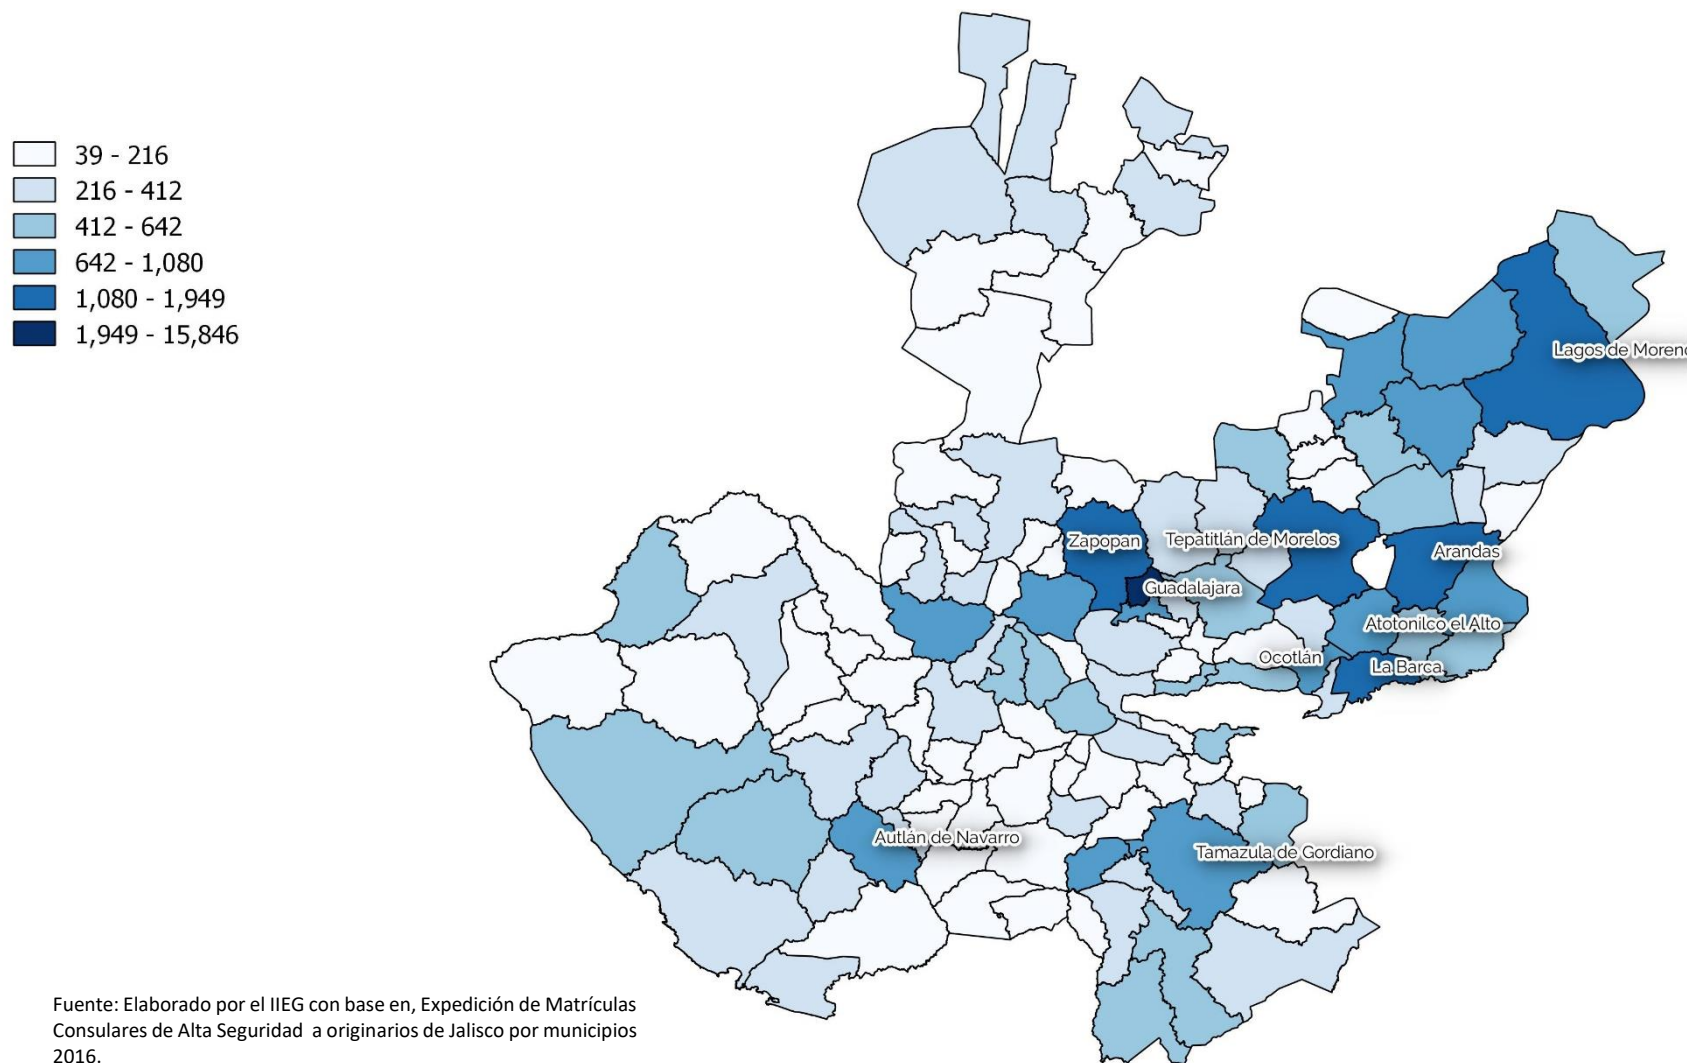 39 - 216
216 - 412
412 - 642
642 - 1,080
1,080 - 1,949
1,949 - 15,846
Lagos de Moreno
Zapopan
Tepatitlán de Morelos
Arandas
Guadalajara
Atotonilco el Alto
Ocotlán
La Barca
Autlán de Navarro
Tamazula de Gordiano
Fuente: Elaborado por el IIEG con base en, Expedición de Matrículas
Consulares de Alta Seguridad a originarios de Jalisco por municipios
2016.